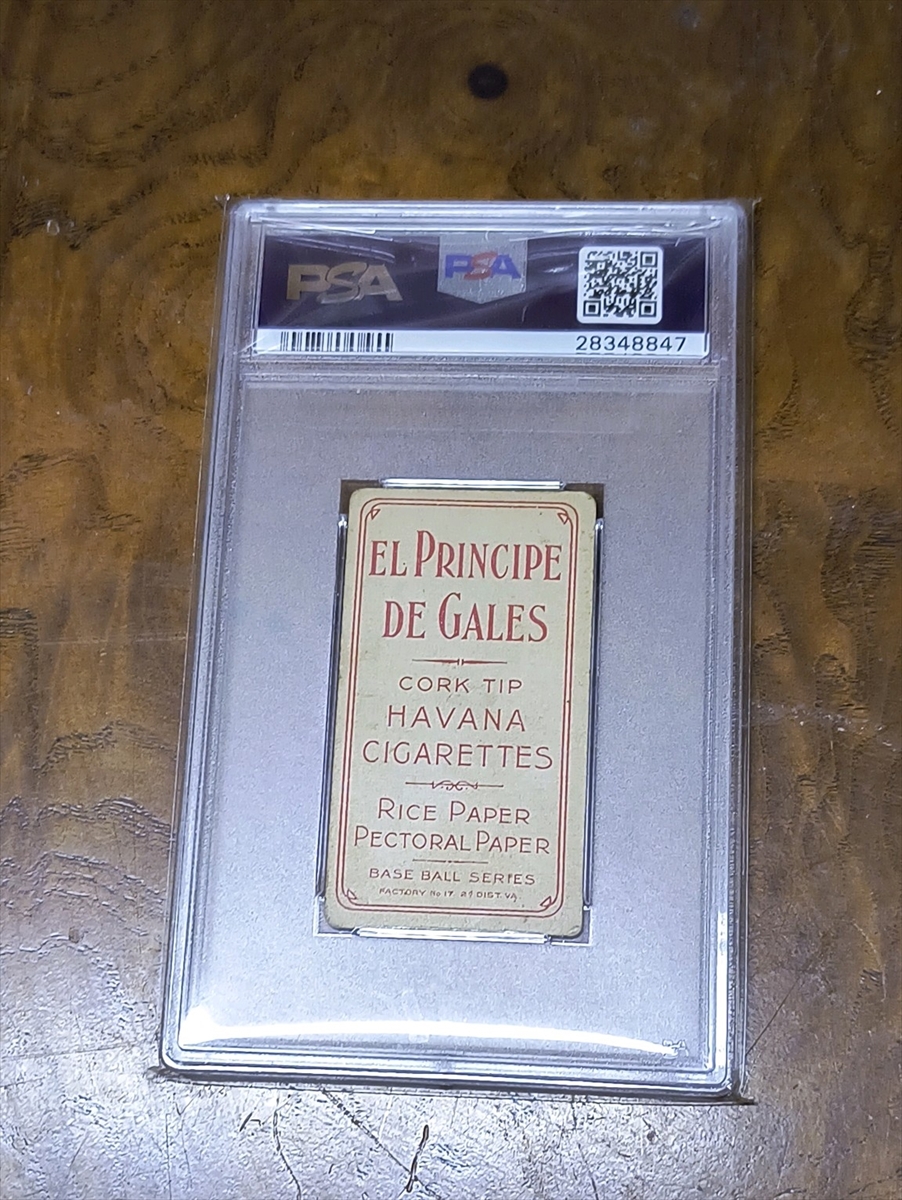 PSA
PSA
28348847
EL PRINCIPE
DE GALES
CORK TIP
HAVANA
CIGARETTES
RICE PAPER
PECTORAL PAPER
BASE BALL SERIES
FACTORY No 17. 2d DIST. VA.